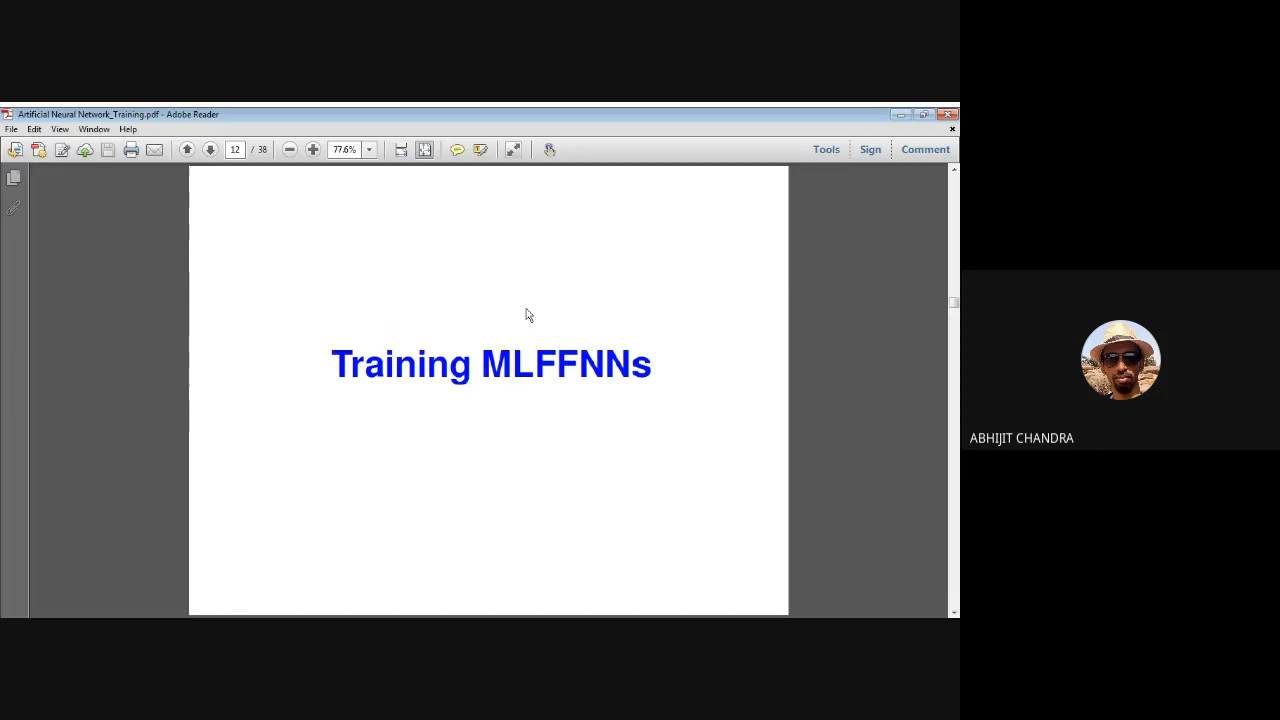 Artificial Neural Network_Training.pdf - Adobe Reader
File Edit View Window Help
12 / 38 77.6% Tools Sign Comment
Training MLFFNNs
ABHIJIT CHANDRA